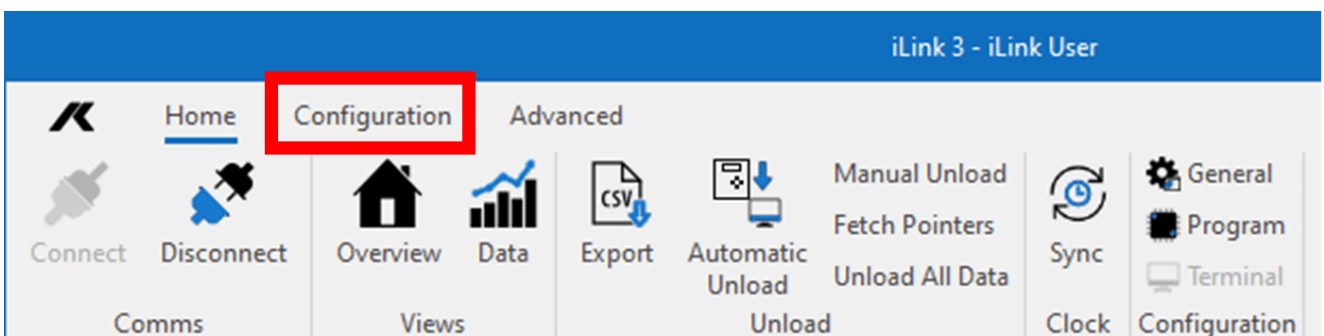 iLink 3 - iLink User
Home Configuration Advanced
Connect
Disconnect
Overview
Data
CSV
Export
Automatic
Unload
Manual Unload
Fetch Pointers
Unload All Data
Sync
General
Program
Terminal
Comms Views Unload Clock Configuration